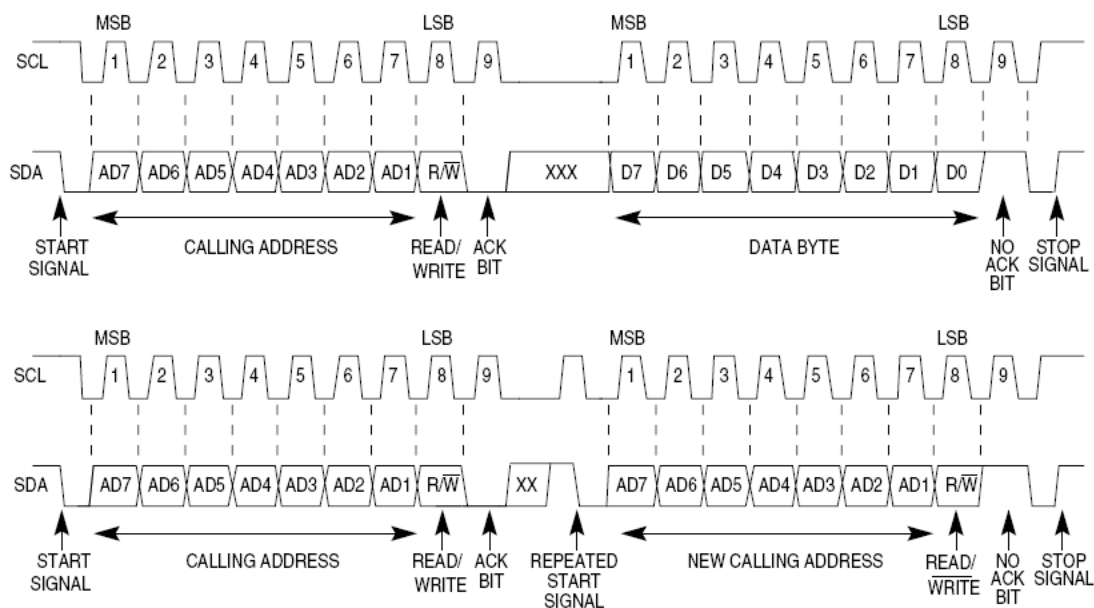 MSB LSB MSB LSB
SCL 1 2 3 4 5 6 7 8 9 1 2 3 4 5 6 7 8 9
SDA AD7 AD6 AD5 AD4 AD3 AD2 AD1 R/W̅ XXX D7 D6 D5 D4 D3 D2 D1 D0
START CALLING ADDRESS READ/ ACK DATA BYTE NO STOP
SIGNAL WRITE BIT ACK SIGNAL
BIT
MSB LSB MSB LSB
SCL 1 2 3 4 5 6 7 8 9 1 2 3 4 5 6 7 8 9
SDA AD7 AD6 AD5 AD4 AD3 AD2 AD1 R/W̅ XX AD7 AD6 AD5 AD4 AD3 AD2 AD1 R/W̅
START CALLING ADDRESS READ/ ACK REPEATED NEW CALLING ADDRESS READ/ NO STOP
SIGNAL WRITE BIT START W̅R̅I̅T̅E̅ ACK SIGNAL
SIGNAL BIT